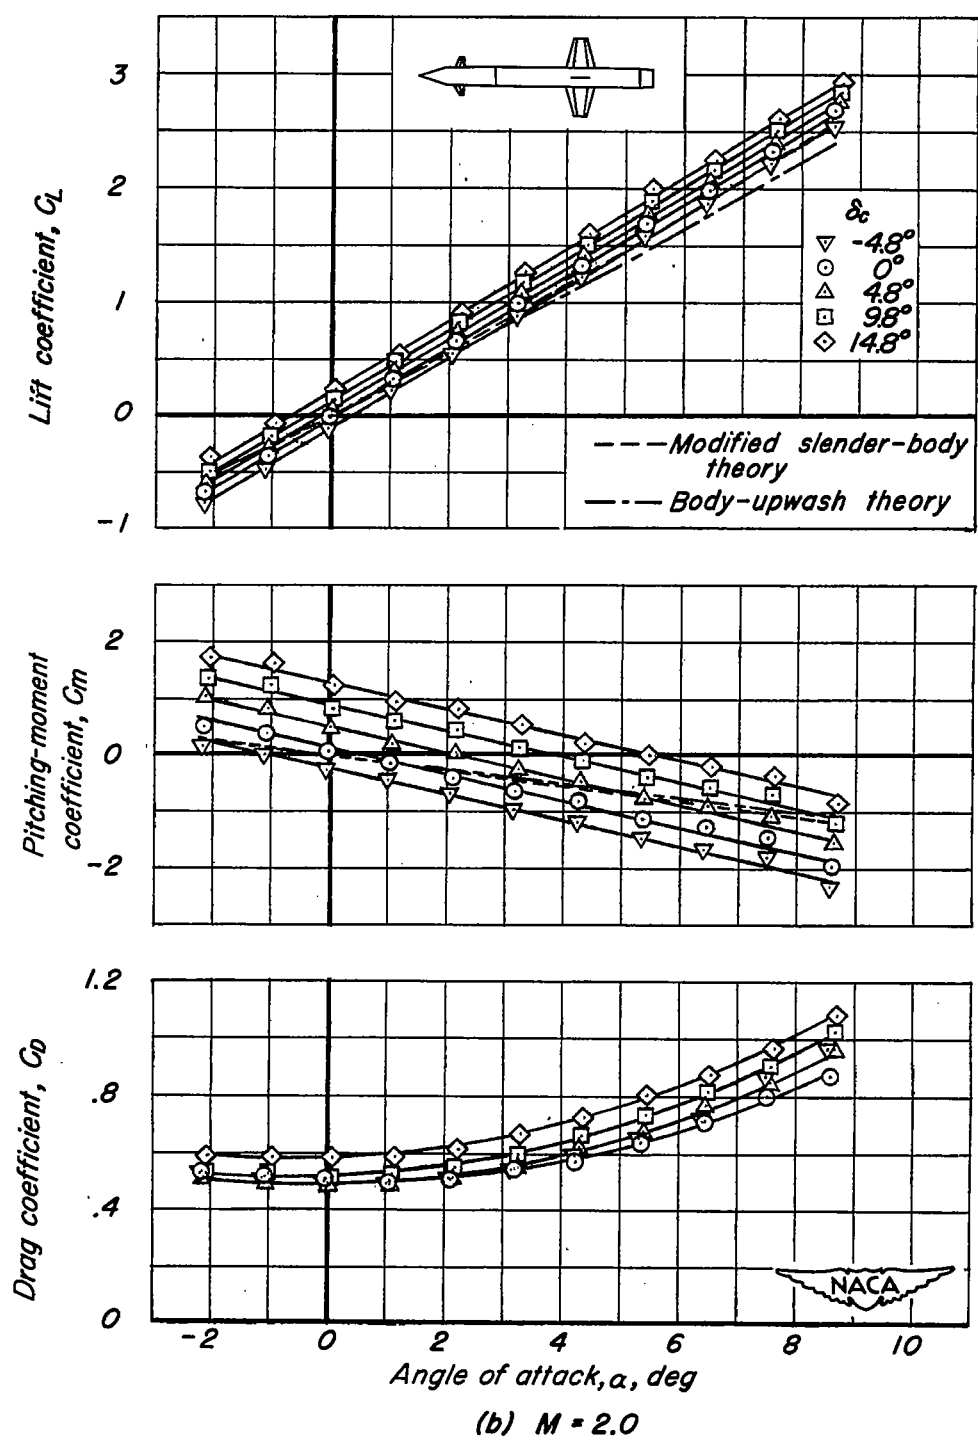 3
2
1
0
-1
Lift coefficient, CL
δc
-4.8°
0°
4.8°
9.8°
14.8°
Modified slender-body
theory
Body-upwash theory
2
0
-2
Pitching-moment
coefficient, Cm
1.2
.8
.4
0
Drag coefficient, CD
NACA
-2 0 2 4 6 8 10
Angle of attack, α, deg
(b) M = 2.0